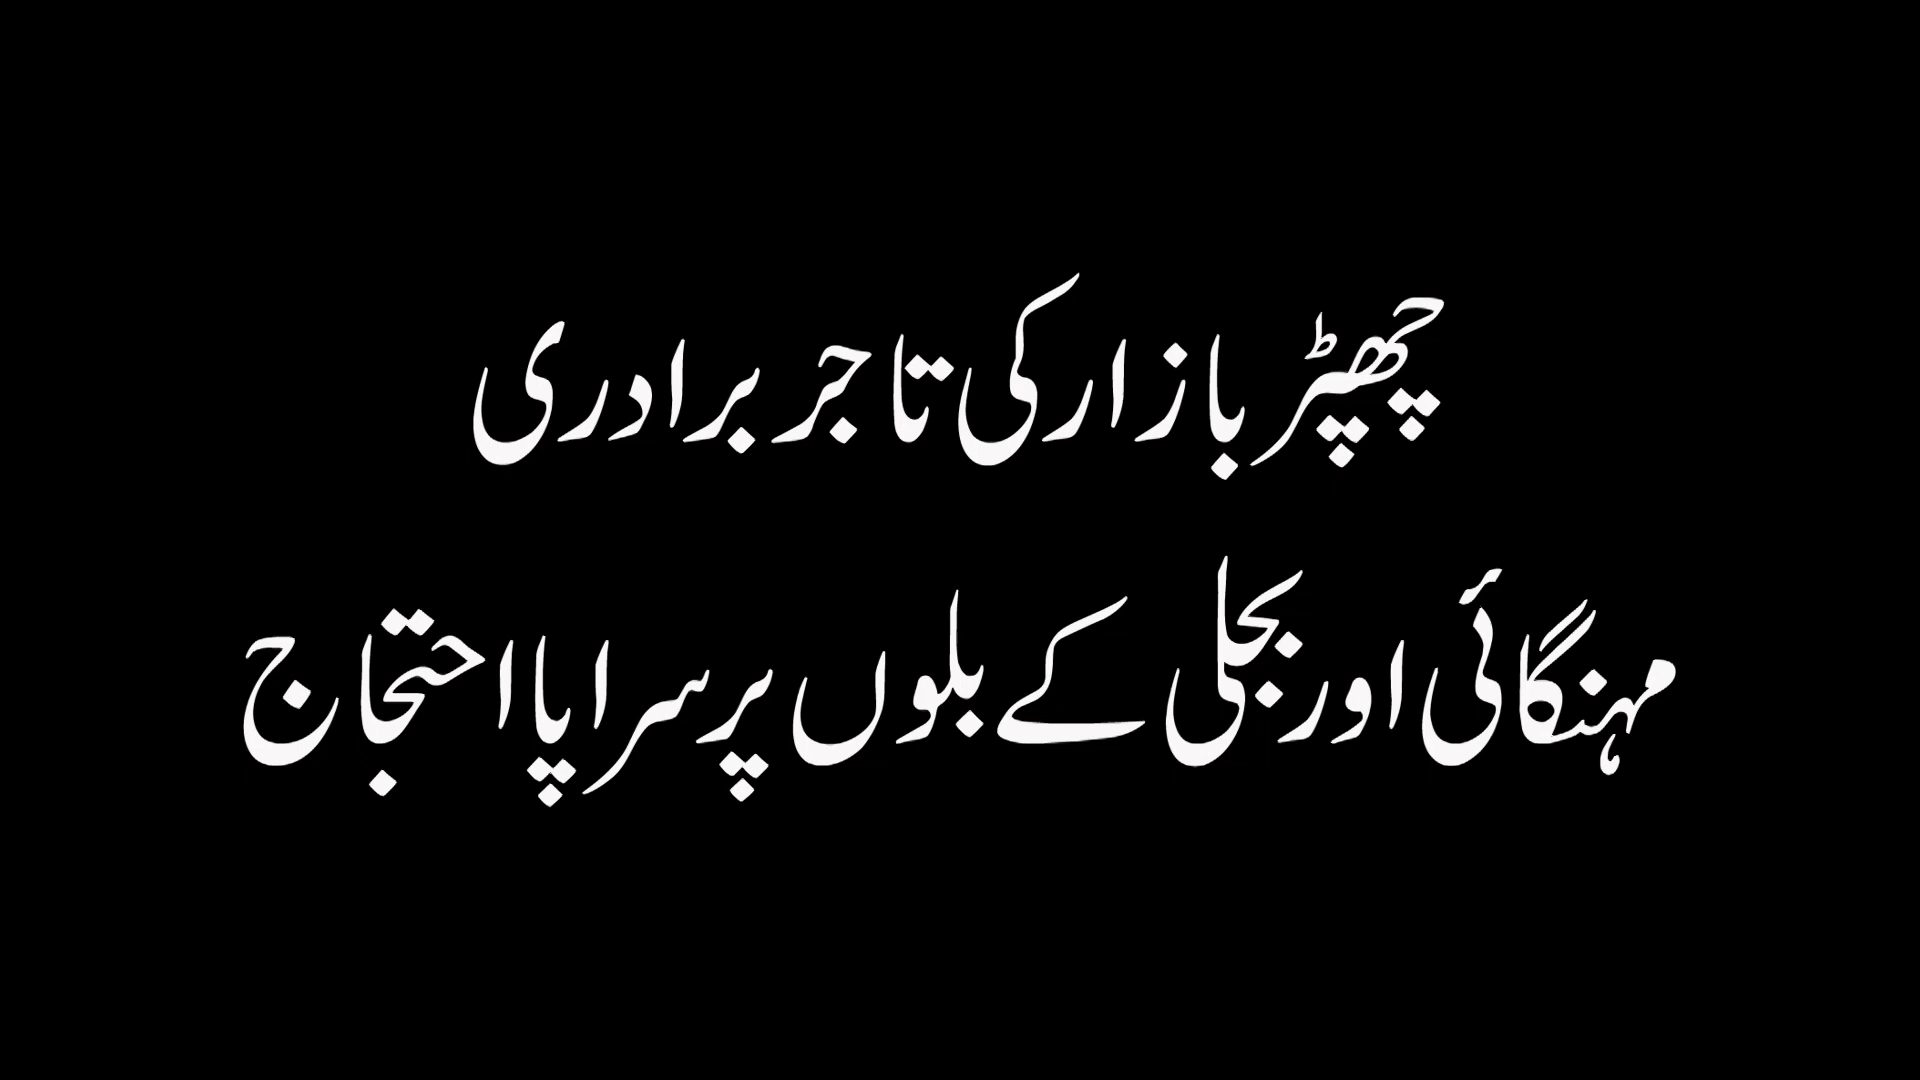 چھپڑ بازار کی تاجر برادری
مہنگائی اور بجلی کے بلوں پر سراپا احتجاج